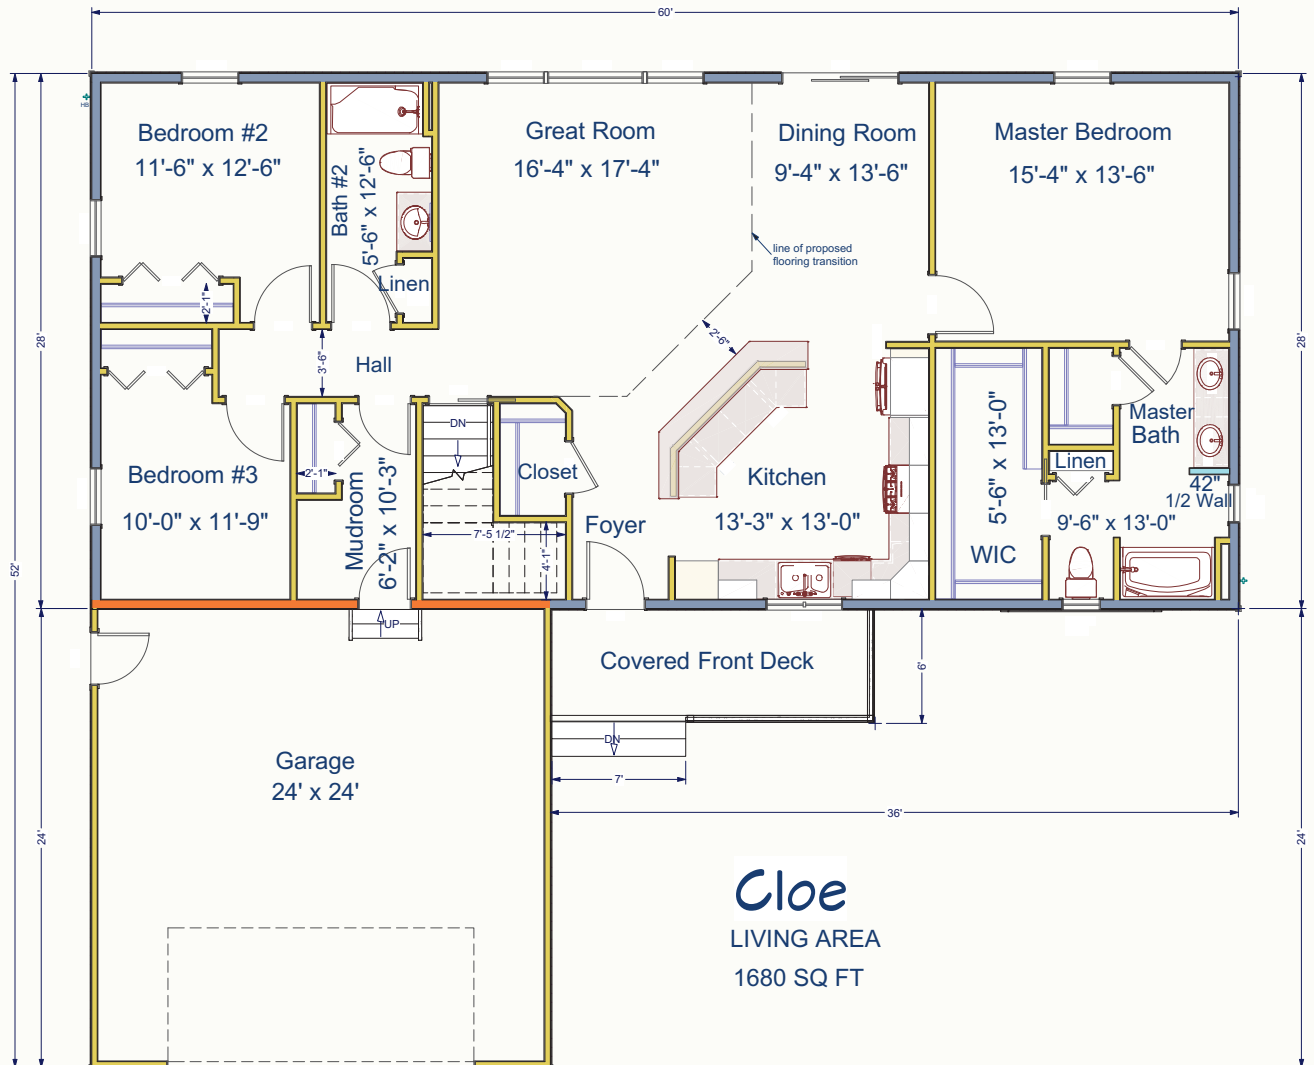 60'
HB
Bedroom #2
11'-6" x 12'-6"
Bath #2
5'-6" x 12'-6"
Great Room
16'-4" x 17'-4"
Dining Room
9'-4" x 13'-6"
Master Bedroom
15'-4" x 13'-6"
line of proposed
flooring transition
Linen
2'-1"
28'
28'
3'-6"
Hall
2'-6"
DN
Closet
Bedroom #3
10'-0" x 11'-9"
2'-1"
Mudroom
6'-2" x 10'-3"
7'-5 1/2"
4'-1"
Foyer
Kitchen
13'-3" x 13'-0"
5'-6" x 13'-0"
WIC
Master
Bath
Linen
42"
1/2 Wall
9'-6" x 13'-0"
52'
UP
Covered Front Deck
6'
DN
7'
36'
Garage
24' x 24'
24'
24'
Cloe
LIVING AREA
1680 SQ FT